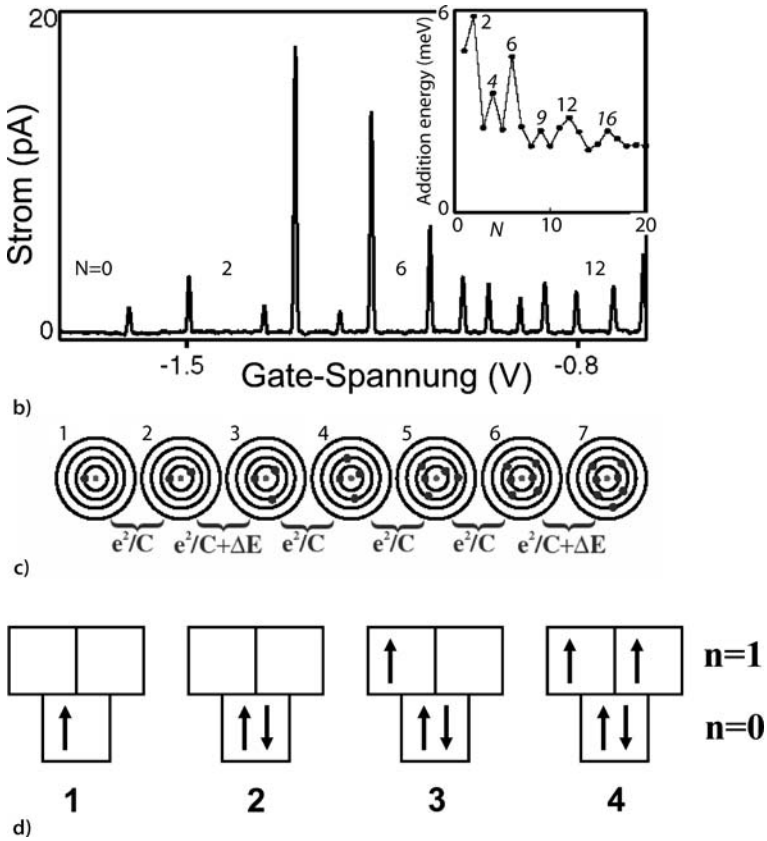 20
Strom (pA)
0
N=0
2
6
12
-1.5
-0.8
Gate-Spannung (V)
Addition energy (meV)
6
0
2
4
6
9
12
16
0
10
20
N
b)
1
2
3
4
5
6
7
e²/C
e²/C+ΔE
e²/C
e²/C
e²/C
e²/C+ΔE
c)
n=1
n=0
1
2
3
4
d)